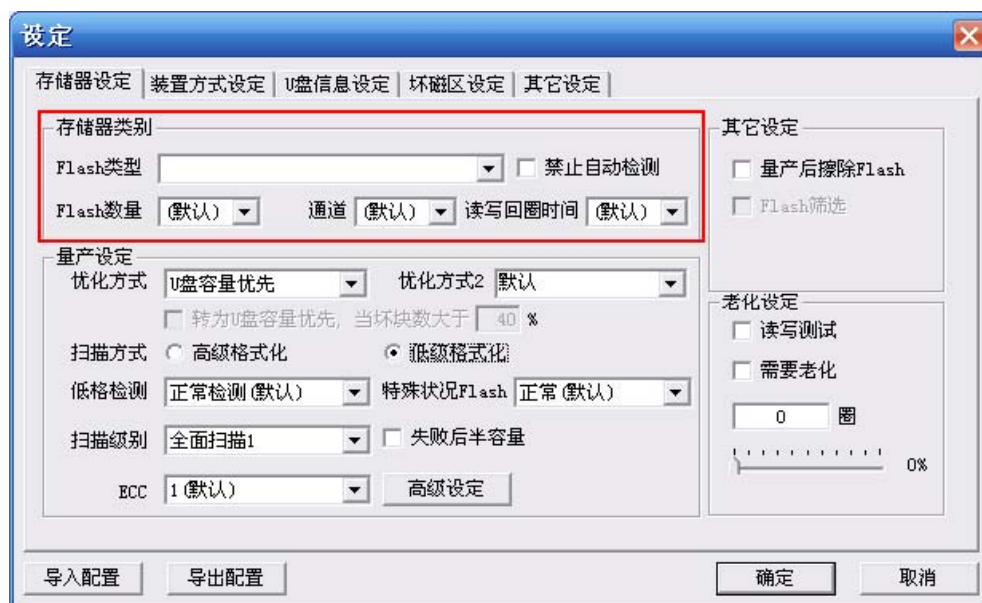 设定
存储器设定 装置方式设定 U盘信息设定 坏磁区设定 其它设定
存储器类别
Flash类型 禁止自动检测
Flash数量 (默认) 通道 (默认) 读写回圈时间 (默认)
量产设定
优化方式 U盘容量优先 优化方式2 默认
转为U盘容量优先, 当坏块数大于 40 %
扫描方式 高级格式化 低级格式化
低格检测 正常检测(默认) 特殊状况Flash 正常(默认)
扫描级别 全面扫描1 失败后半容量
ECC 1(默认) 高级设定
其它设定
量产后擦除Flash
Flash筛选
老化设定
读写测试
需要老化
0 圈
0%
导入配置 导出配置 确定 取消